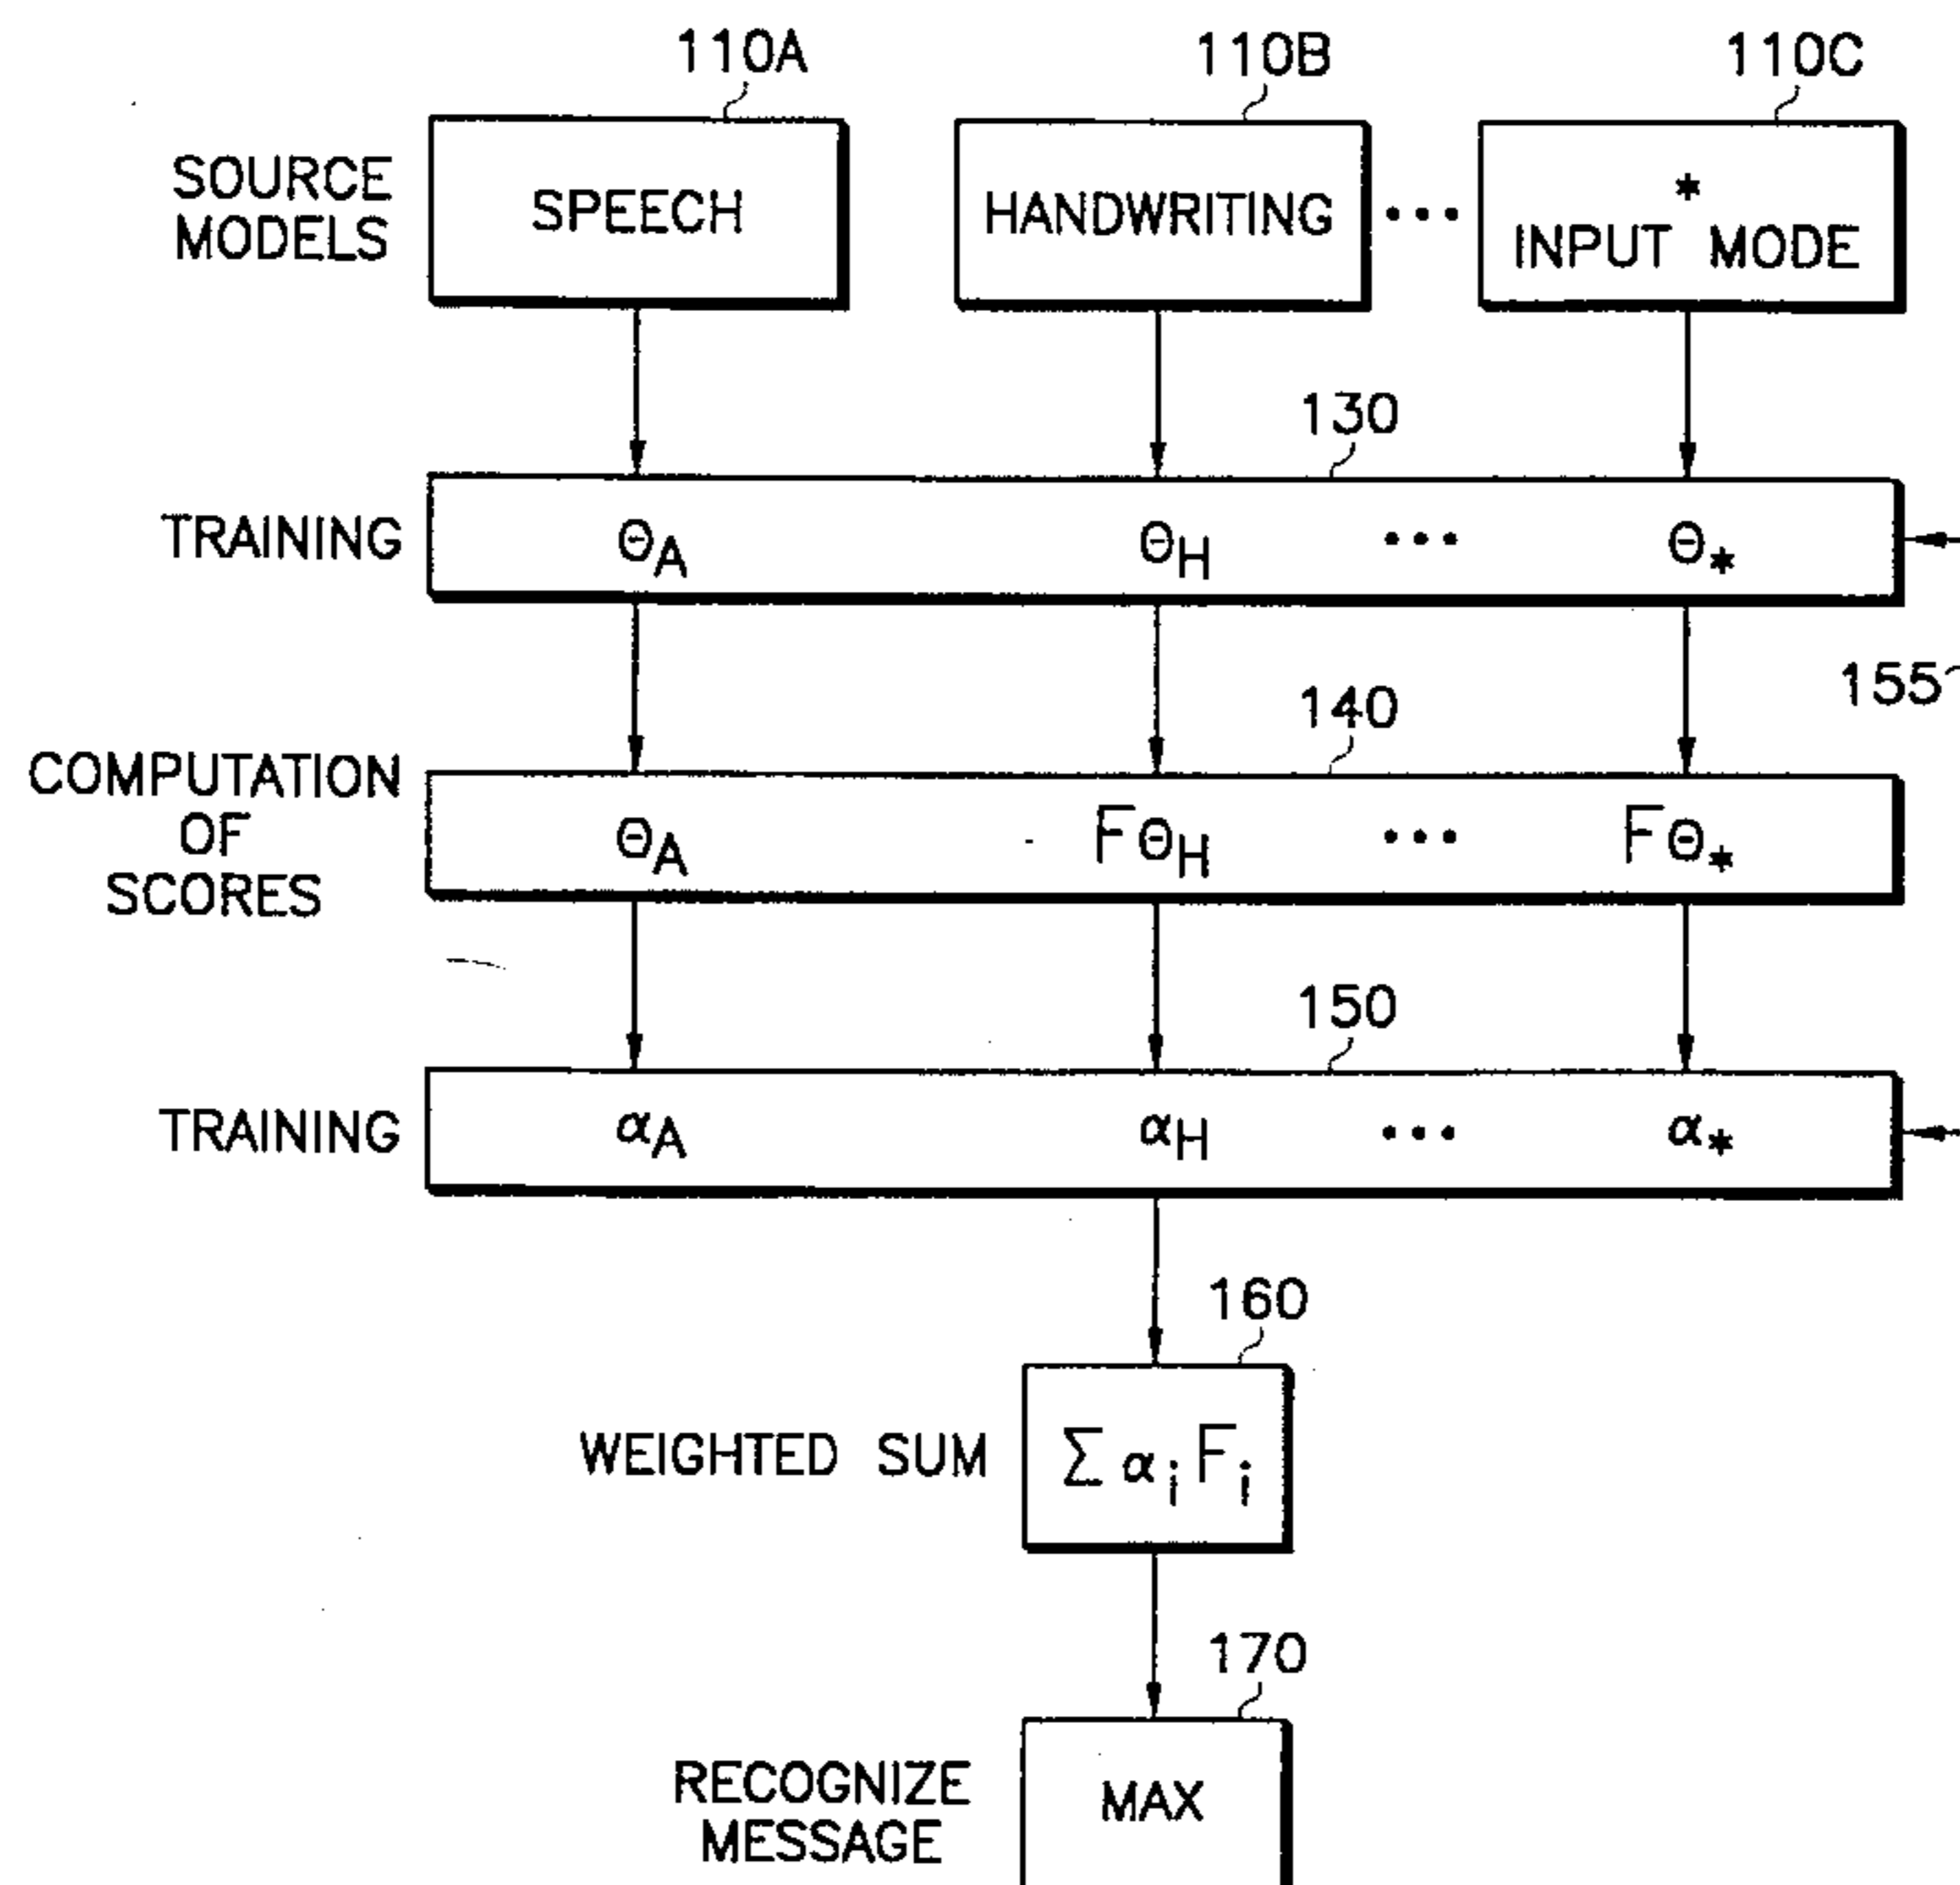 110A 110B 110C
SOURCE MODELS
SPEECH
HANDWRITING
•••
*
INPUT MODE
130
TRAINING
ΘA ΘH ••• Θ*
155
140
COMPUTATION
OF
SCORES
ΘA FΘH ••• FΘ*
150
TRAINING
αA αH ••• α*
160
WEIGHTED SUM
Σ αi Fi
170
RECOGNIZE
MESSAGE
MAX